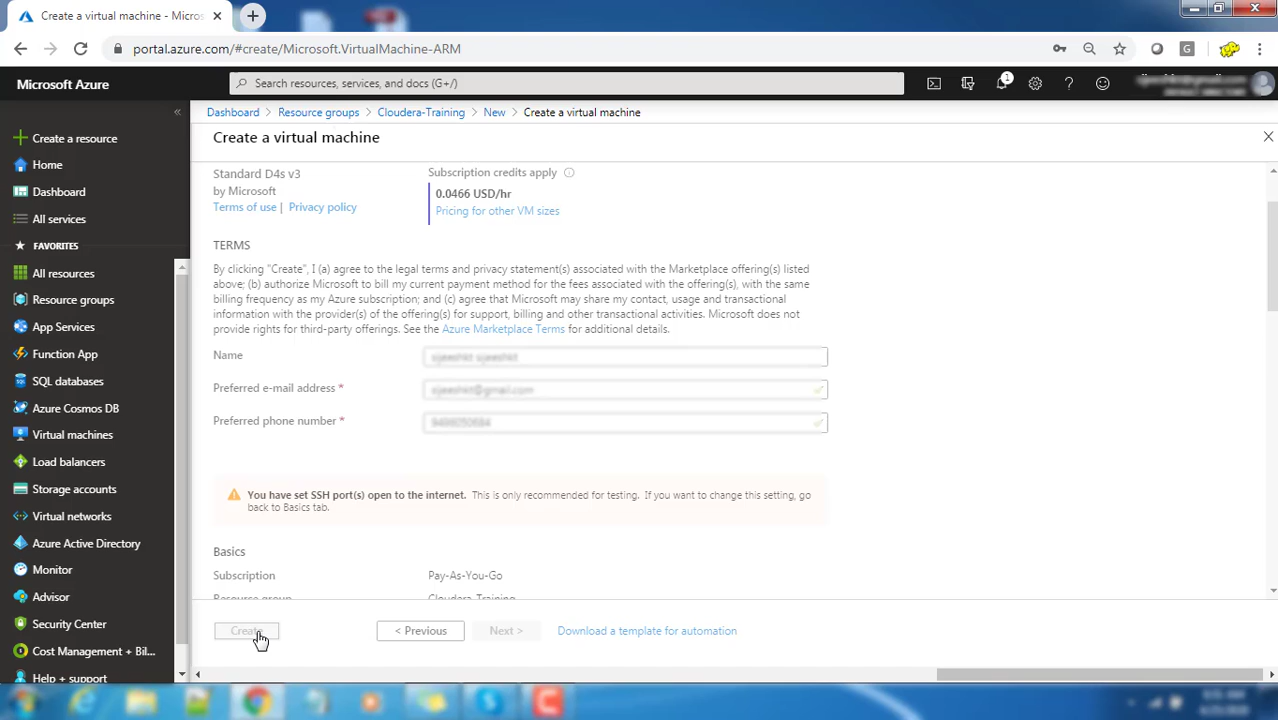 Create a virtual machine - Micros
portal.azure.com/#create/Microsoft.VirtualMachine-ARM
Microsoft Azure
Search resources, services, and docs (G+/)
1
Dashboard > Resource groups > Cloudera-Training > New > Create a virtual machine
Create a virtual machine
Create a resource
Home
Dashboard
All services
FAVORITES
All resources
Resource groups
App Services
Function App
SQL databases
Azure Cosmos DB
Virtual machines
Load balancers
Storage accounts
Virtual networks
Azure Active Directory
Monitor
Advisor
Security Center
Cost Management + Bil...
Help + support
Standard D4s v3
by Microsoft
Terms of use | Privacy policy
Subscription credits apply
0.0466 USD/hr
Pricing for other VM sizes
TERMS
By clicking "Create", I (a) agree to the legal terms and privacy statement(s) associated with the Marketplace offering(s) listed
above; (b) authorize Microsoft to bill my current payment method for the fees associated with the offering(s), with the same
billing frequency as my Azure subscription; and (c) agree that Microsoft may share my contact, usage and transactional
information with the provider(s) of the offering(s) for support, billing and other transactional activities. Microsoft does not
provide rights for third-party offerings. See the Azure Marketplace Terms for additional details.
Name
Preferred e-mail address *
Preferred phone number *
You have set SSH port(s) open to the internet. This is only recommended for testing. If you want to change this setting, go
back to Basics tab.
Basics
Subscription Pay-As-You-Go
Resource group Cloudera-Training
Create
< Previous
Next >
Download a template for automation